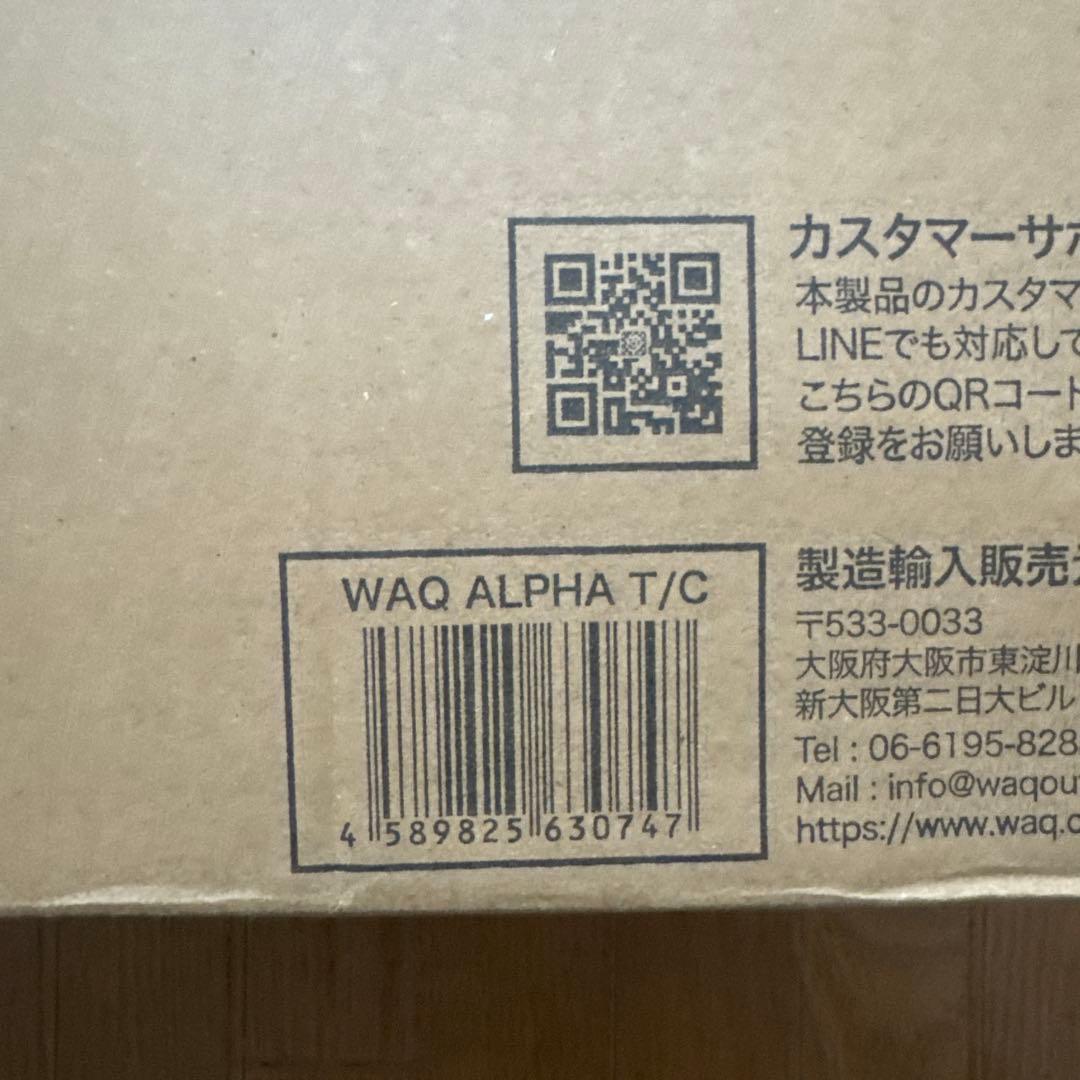 カスタマーサポ
本製品のカスタマ
LINEでも対応して
こちらのQRコード
登録をお願いしま
WAQ ALPHA T/C
4 589825 630747
製造輸入販売
〒533-0033
大阪府大阪市東淀川
新大阪第二日大ビル
Tel : 06-6195-828
Mail : info@waqou
https://www.waq.c